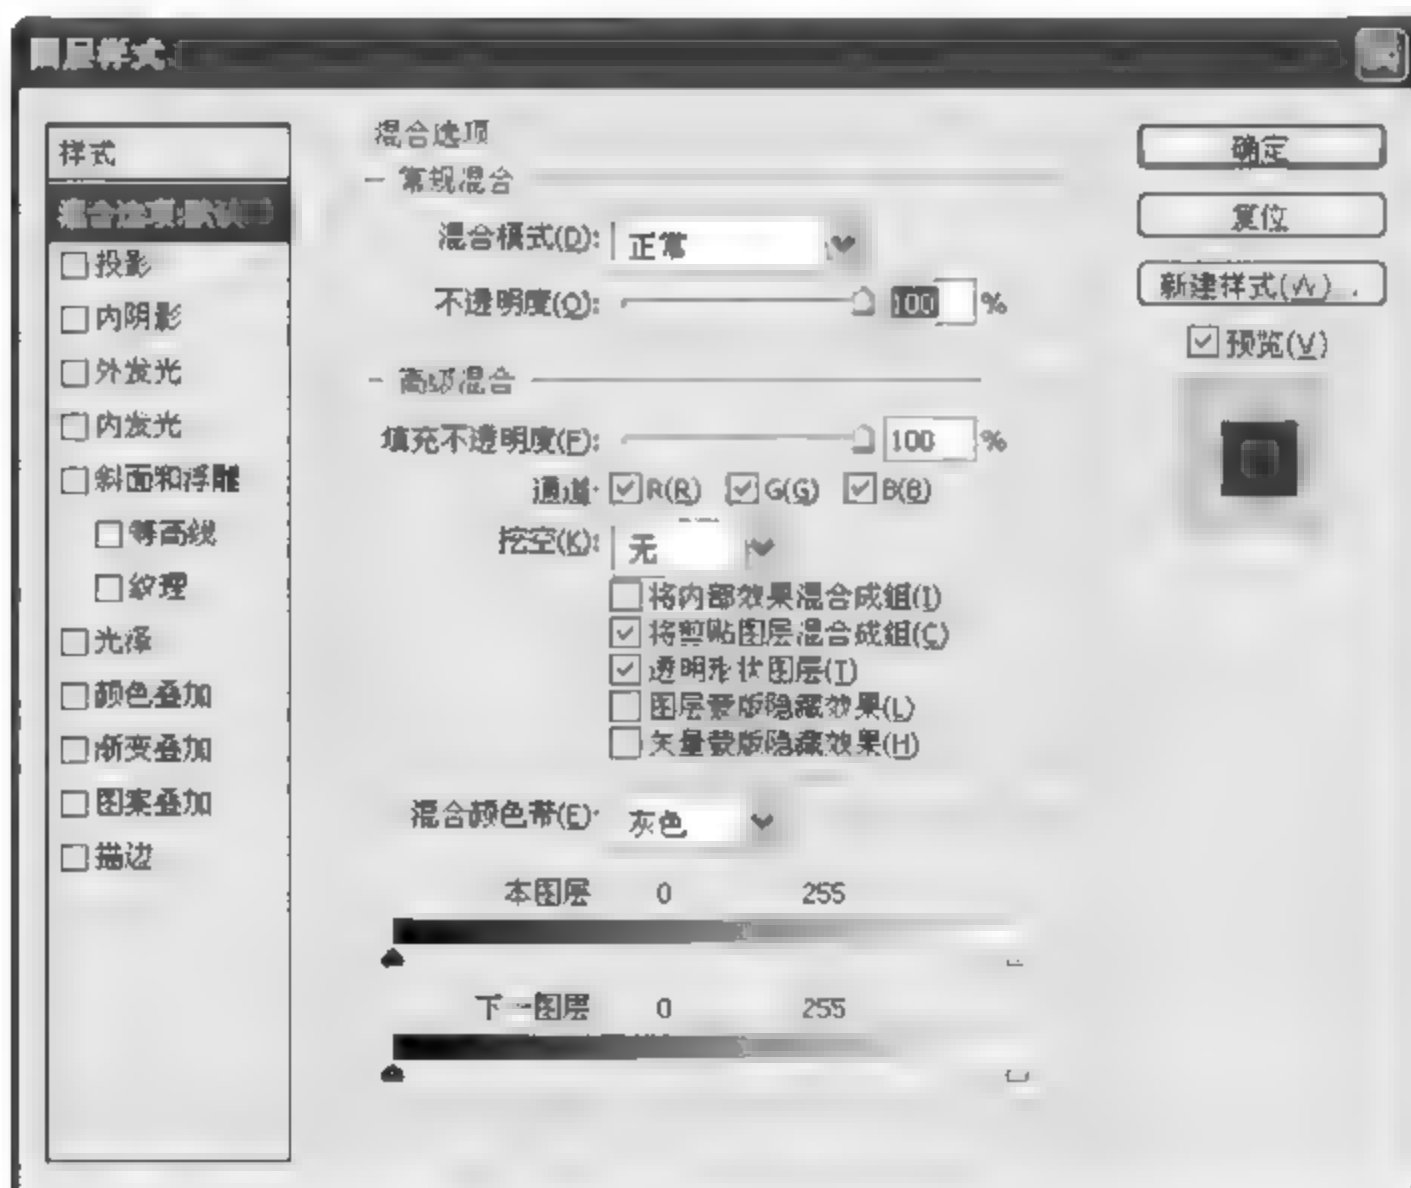 图层样式
样式
混合选项:默认
投影
内阴影
外发光
内发光
斜面和浮雕
等高线
纹理
光泽
颜色叠加
渐变叠加
图案叠加
描边
混合选项
常规混合
混合模式(D): 正常
不透明度(O): 100 %
高级混合
填充不透明度(F): 100 %
通道: R(R) G(G) B(B)
挖空(K): 无
将内部效果混合成组(I)
将剪贴图层混合成组(C)
透明形状图层(T)
图层蒙版隐藏效果(L)
矢量蒙版隐藏效果(H)
混合颜色带(E): 灰色
本图层 0 255
下一图层 0 255
确定
复位
新建样式(W)...
预览(V)